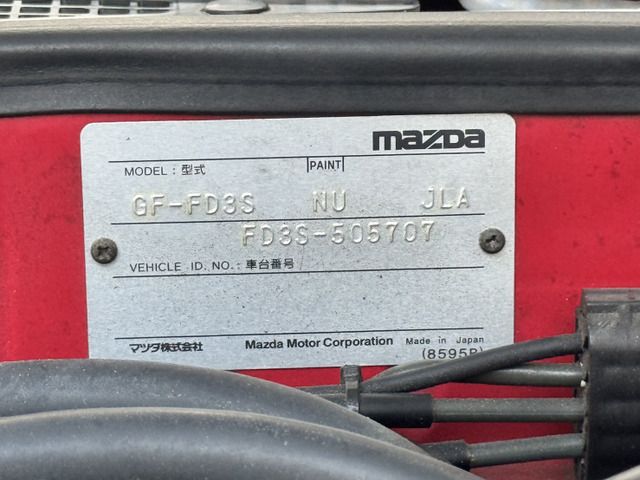 mazda
MODEL : 型式 PAINT
GF-FD3S NU JLA
FD3S-505707
VEHICLE ID. NO. : 車台番号
マツダ株式会社 Mazda Motor Corporation Made in Japan
(8595B)